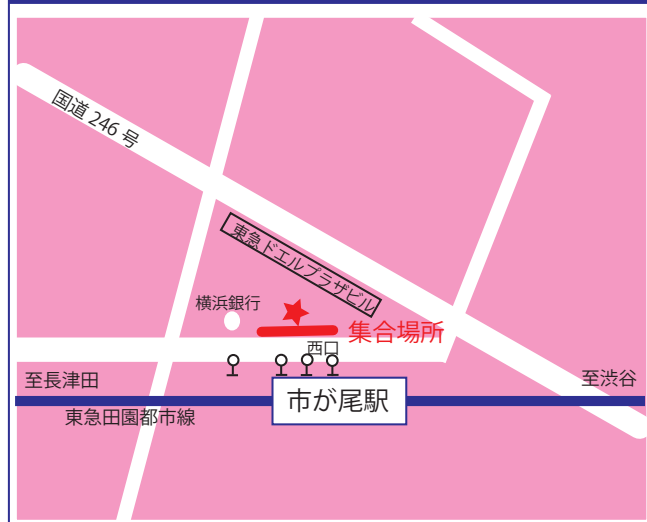 国道 246 号
東急ドエルプラザビル
横浜銀行
集合場所
西口
至長津田
至渋谷
市が尾駅
東急田園都市線